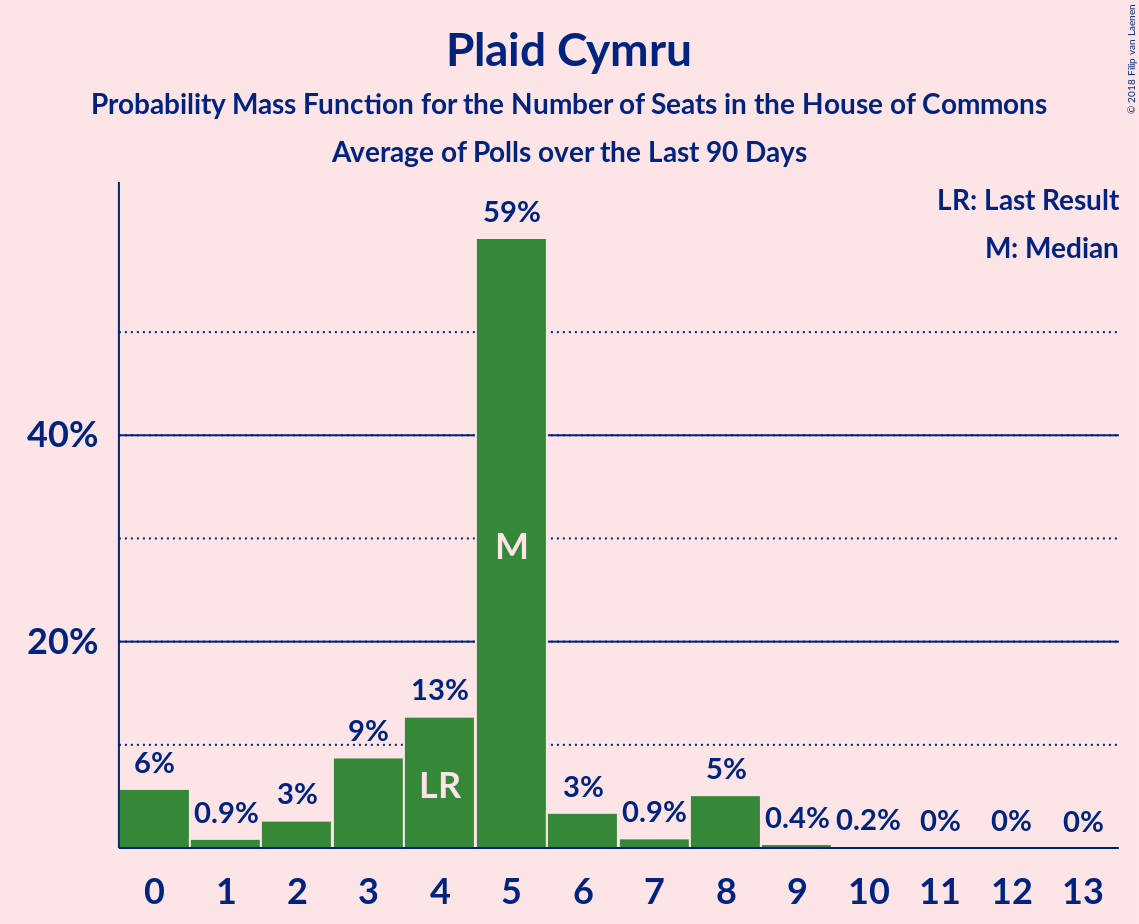 Plaid Cymru
Probability Mass Function for the Number of Seats in the House of Commons
Average of Polls over the Last 90 Days
© 2018 Filip van Laenen
LR: Last Result
M: Median
59%
40%
M
20%
13%
9%
6%
LR
5%
3%
3%
0.9%
0.9%
0.4%
0.2%
0%
0%
0%
0 1 2 3 4 5 6 7 8 9 10 11 12 13